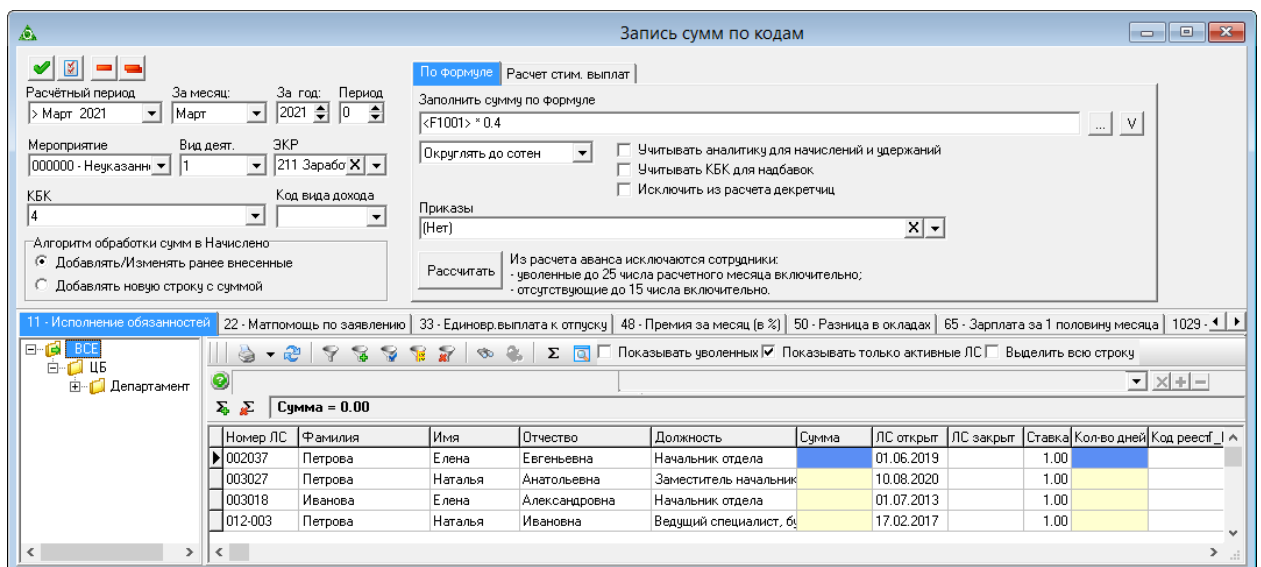 Запись сумм по кодам
По формуле Расчет стим. выплат
Расчётный период За месяц: За год: Период
> Март 2021 Март 2021 0
Заполнить сумму по формуле
<F1001> * 0.4 ... V
Мероприятие Вид деят. ЭКР
000000 - Неуказанн 1 211 Зарабо X
Округлять до сотен Учитывать аналитику для начислений и удержаний
Учитывать КБК для надбавок
Исключить из расчета декретчиц
КБК Код вида дохода
4
Приказы
(Нет) X
Алгоритм обработки сумм в Начислено
Добавлять/Изменять ранее внесенные
Добавлять новую строку с суммой
Рассчитать
Из расчета аванса исключаются сотрудники:
- уволенные до 25 числа расчетного месяца включительно;
- отсутствующие до 15 числа включительно.
11 - Исполнение обязанностей 22 - Матпомощь по заявлению 33 - Единовр.выплата к отпуску 48 - Премия за месяц (в %) 50 - Разница в окладах 65 - Зарплата за 1 половину месяца 1029 -
ВСЕ
ЦБ
Департамент
Показывать уволенных Показывать только активные ЛС Выделить всю строку
Сумма = 0.00
Номер ЛС Фамилия Имя Отчество Должность Сумма ЛС открыт ЛС закрыт Ставка Кол-во дней Код реест
002037 Петрова Елена Евгеньевна Начальник отдела 01.06.2019 1.00
003027 Петрова Наталья Анатольевна Заместитель начальник 10.08.2020 1.00
003018 Иванова Елена Александровна Начальник отдела 01.07.2013 1.00
012-003 Петрова Наталья Ивановна Ведущий специалист, бу 17.02.2017 1.00